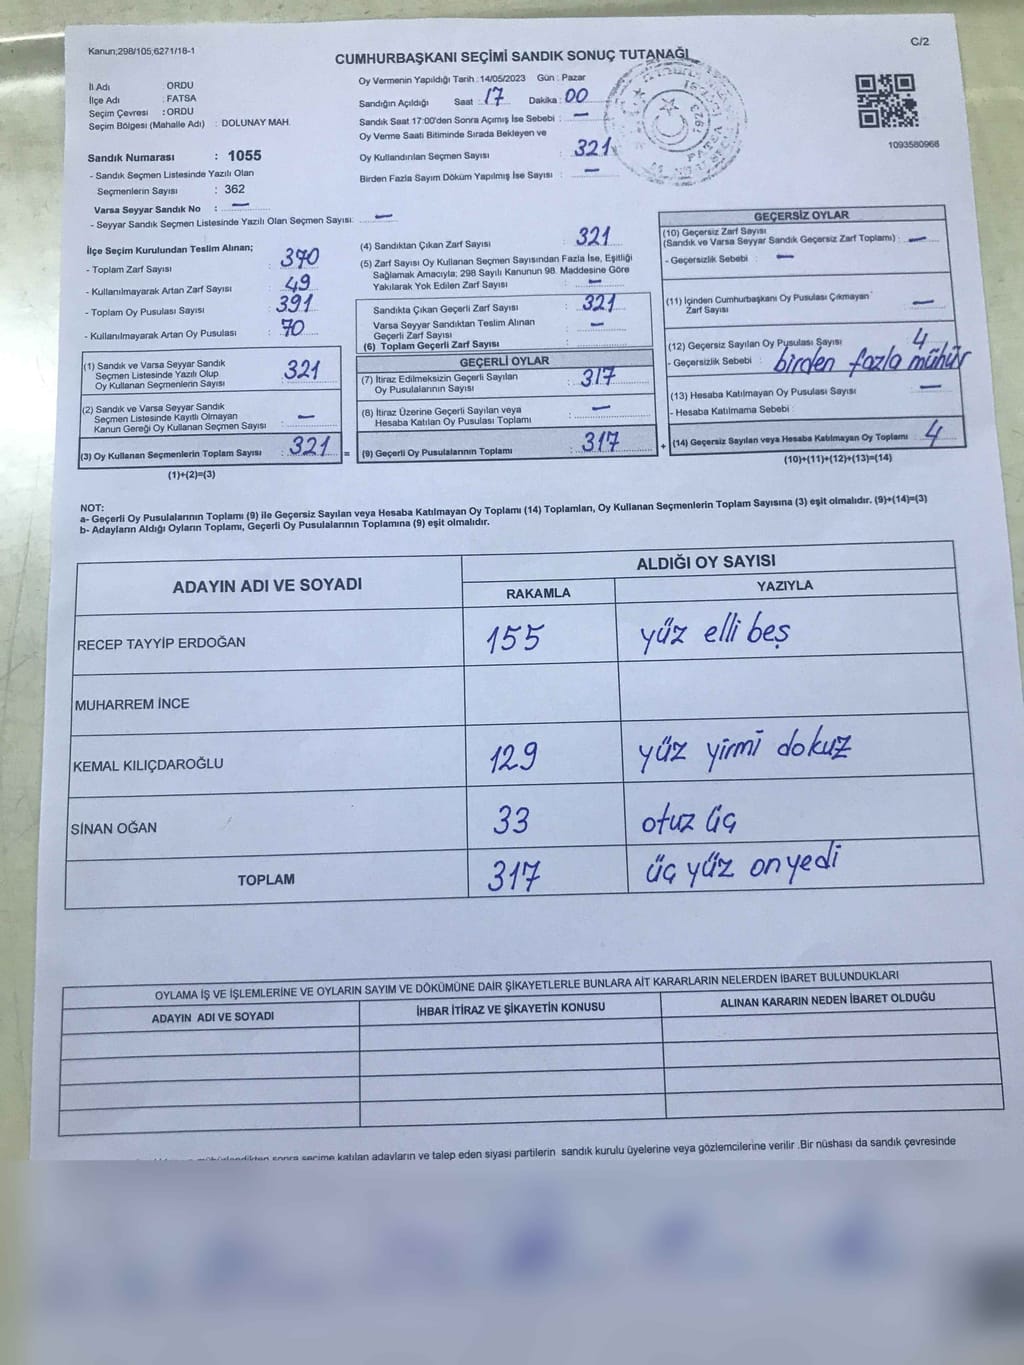 Kanun;298/105;6271/18-1
C/2
CUMHURBAŞKANI SEÇİMİ SANDIK SONUÇ TUTANAĞI
İl Adı : ORDU
İlçe Adı : FATSA
Seçim Çevresi : ORDU
Seçim Bölgesi (Mahalle Adı) : DOLUNAY MAH.
Sandık Numarası : 1055
- Sandık Seçmen Listesinde Yazılı Olan
Seçmenlerin Sayısı : 362
Varsa Seyyar Sandık No : —
- Seyyar Sandık Seçmen Listesinde Yazılı Olan Seçmen Sayısı: —
Oy Vermenin Yapıldığı Tarih : 14/05/2023 Gün : Pazar
Sandığın Açıldığı Saat : 17 Dakika : 00
Sandık Saat 17:00'den Sonra Açımış İse Sebebi : —
Oy Verme Saati Bitiminde Sırada Bekleyen ve
Oy Kullandırılan Seçmen Sayısı : 321
Birden Fazla Sayım Döküm Yapılmış İse Sayısı : —
1093580968
İlçe Seçim Kurulundan Teslim Alınan;
- Toplam Zarf Sayısı : 370
- Kullanılmayarak Artan Zarf Sayısı : 49
- Toplam Oy Pusulası Sayısı : 391
- Kullanılmayarak Artan Oy Pusulası : 70
(1) Sandık ve Varsa Seyyar Sandık
Seçmen Listesinde Yazılı Olup
Oy Kullanan Seçmenlerin Sayısı : 321
(2) Sandık ve Varsa Seyyar Sandık
Seçmen Listesinde Kayıtlı Olmayan
Kanun Gereği Oy Kullanan Seçmen Sayısı : —
(3) Oy Kullanan Seçmenlerin Toplam Sayısı : 321 =
(1)+(2)=(3)
(4) Sandıktan Çıkan Zarf Sayısı : 321
(5) Zarf Sayısı Oy Kullanan Seçmen Sayısından Fazla İse, Eşitliği
Sağlamak Amacıyla; 298 Sayılı Kanunun 98. Maddesine Göre
Yakılarak Yok Edilen Zarf Sayısı : —
Sandıkta Çıkan Geçerli Zarf Sayısı : 321
Varsa Seyyar Sandıktan Teslim Alınan
Geçerli Zarf Sayısı : —
(6) Toplam Geçerli Zarf Sayısı :
GEÇERLİ OYLAR
(7) İtiraz Edilmeksizin Geçerli Sayılan
Oy Pusulalarının Sayısı : 317
(8) İtiraz Üzerine Geçerli Sayılan veya
Hesaba Katılan Oy Pusulası Toplamı : —
(9) Geçerli Oy Pusulalarının Toplamı : 317 +
GEÇERSİZ OYLAR
(10) Geçersiz Zarf Sayısı
(Sandık ve Varsa Seyyar Sandık Geçersiz Zarf Toplamı) : —
- Geçersizlik Sebebi : —
(11) İçinden Cumhurbaşkanı Oy Pusulası Çıkmayan
Zarf Sayısı : —
(12) Geçersiz Sayılan Oy Pusulası Sayısı : 4
- Geçersizlik Sebebi : birden fazla mühür
(13) Hesaba Katılmayan Oy Pusulası Sayısı : —
- Hesaba Katılmama Sebebi :
(14) Geçersiz Sayılan veya Hesaba Katılmayan Oy Toplamı : 4
(10)+(11)+(12)+(13)=(14)
NOT:
a- Geçerli Oy Pusulalarının Toplamı (9) ile Geçersiz Sayılan veya Hesaba Katılmayan Oy Toplamı (14) Toplamları, Oy Kullanan Seçmenlerin Toplam Sayısına (3) eşit olmalıdır. (9)+(14)=(3)
b- Adayların Aldığı Oyların Toplamı, Geçerli Oy Pusulalarının Toplamına (9) eşit olmalıdır.
ADAYIN ADI VE SOYADI ALDIĞI OY SAYISI
RAKAMLA YAZIYLA
RECEP TAYYİP ERDOĞAN 155 yüz elli beş
MUHARREM İNCE
KEMAL KILIÇDAROĞLU 129 yüz yirmi dokuz
SİNAN OĞAN 33 otuz üç
TOPLAM 317 üç yüz onyedi
OYLAMA İŞ VE İŞLEMLERİNE VE OYLARIN SAYIM VE DÖKÜMÜNE DAİR ŞİKAYETLERLE BUNLARA AİT KARARLARIN NELERDEN İBARET BULUNDUKLARI
ADAYIN ADI VE SOYADI İHBAR İTİRAZ VE ŞİKAYETİN KONUSU ALINAN KARARIN NEDEN İBARET OLDUĞU
sonra seçime katılan adayların ve talep eden siyasi partilerin sandık kurulu üyelerine veya gözlemcilerine verilir .Bir nüshası da sandık çevresinde